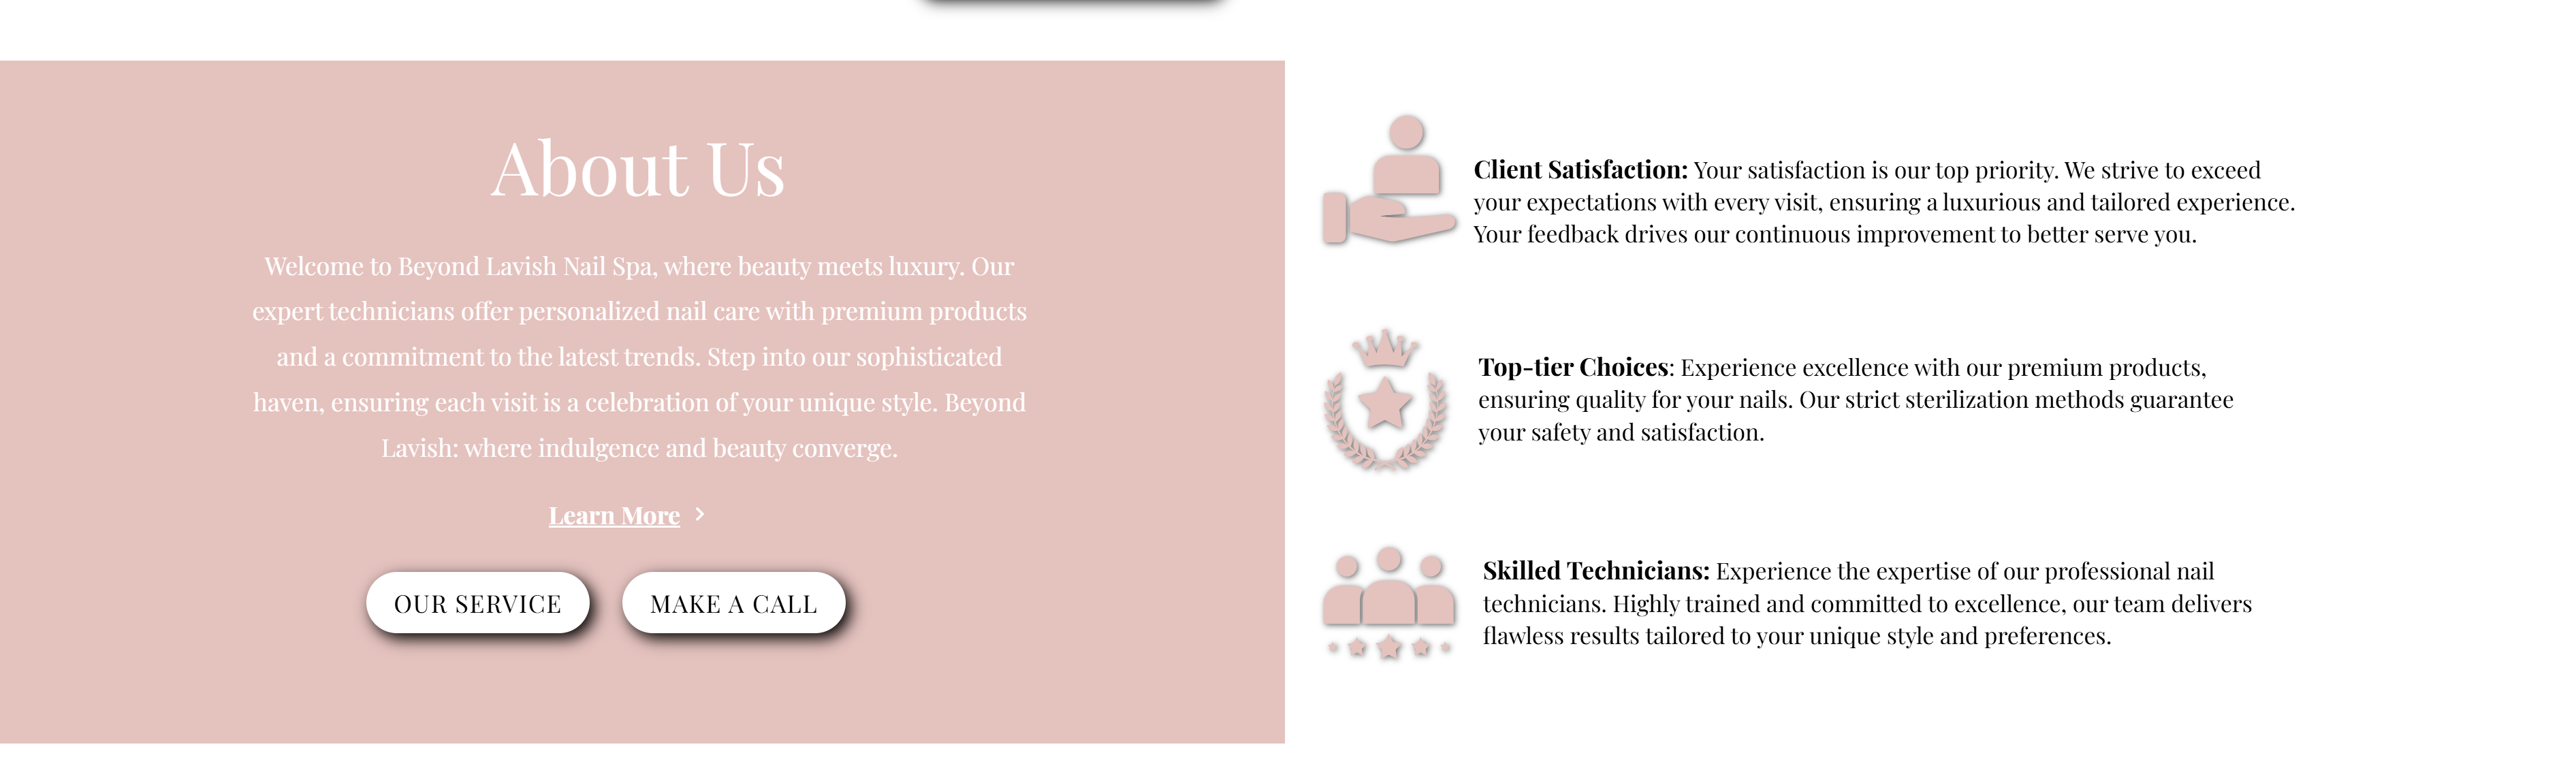 About Us
Welcome to Beyond Lavish Nail Spa, where beauty meets luxury. Our
expert technicians offer personalized nail care with premium products
and a commitment to the latest trends. Step into our sophisticated
haven, ensuring each visit is a celebration of your unique style. Beyond
Lavish: where indulgence and beauty converge.
Learn More
OUR SERVICE
MAKE A CALL
Client Satisfaction: Your satisfaction is our top priority. We strive to exceed
your expectations with every visit, ensuring a luxurious and tailored experience.
Your feedback drives our continuous improvement to better serve you.
Top-tier Choices: Experience excellence with our premium products,
ensuring quality for your nails. Our strict sterilization methods guarantee
your safety and satisfaction.
Skilled Technicians: Experience the expertise of our professional nail
technicians. Highly trained and committed to excellence, our team delivers
flawless results tailored to your unique style and preferences.